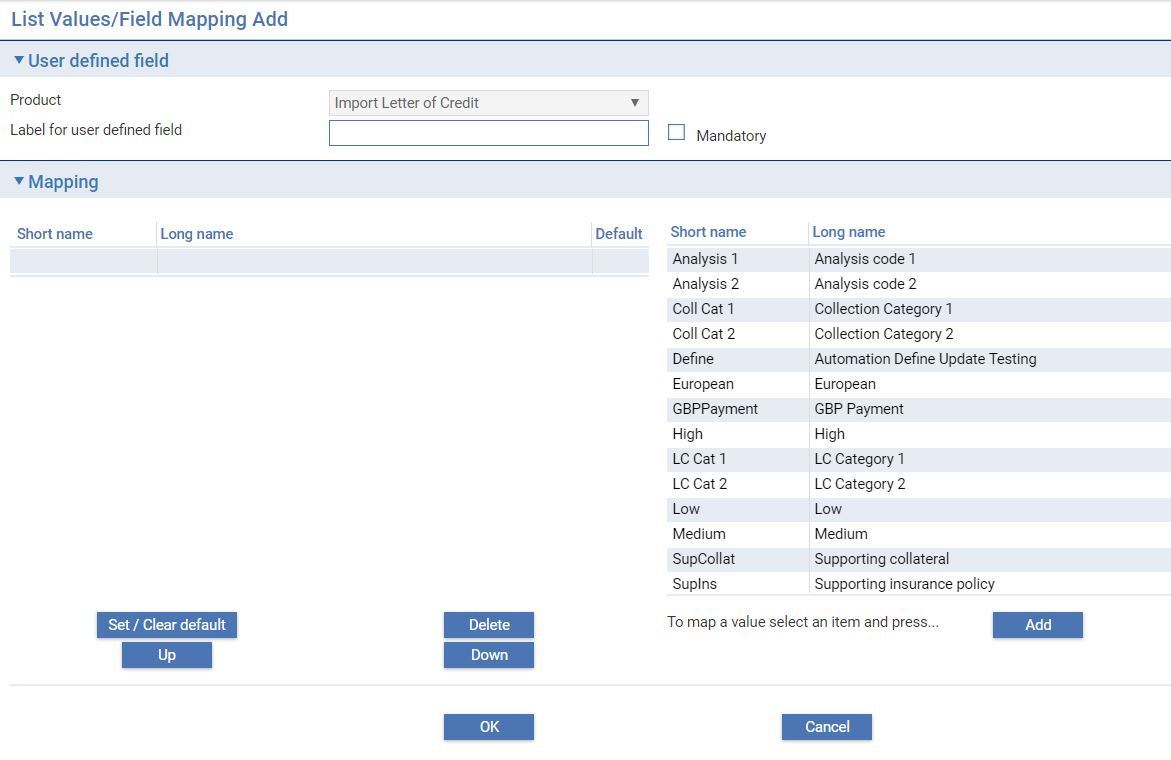 List Values/Field Mapping Add
User defined field
Product Import Letter of Credit
Label for user defined field Mandatory
Mapping
Short name Long name Default
Short name Long name
Analysis 1 Analysis code 1
Analysis 2 Analysis code 2
Coll Cat 1 Collection Category 1
Coll Cat 2 Collection Category 2
Define Automation Define Update Testing
European European
GBPPayment GBP Payment
High High
LC Cat 1 LC Category 1
LC Cat 2 LC Category 2
Low Low
Medium Medium
SupCollat Supporting collateral
SupIns Supporting insurance policy
Set / Clear default Delete To map a value select an item and press... Add
Up Down
OK Cancel